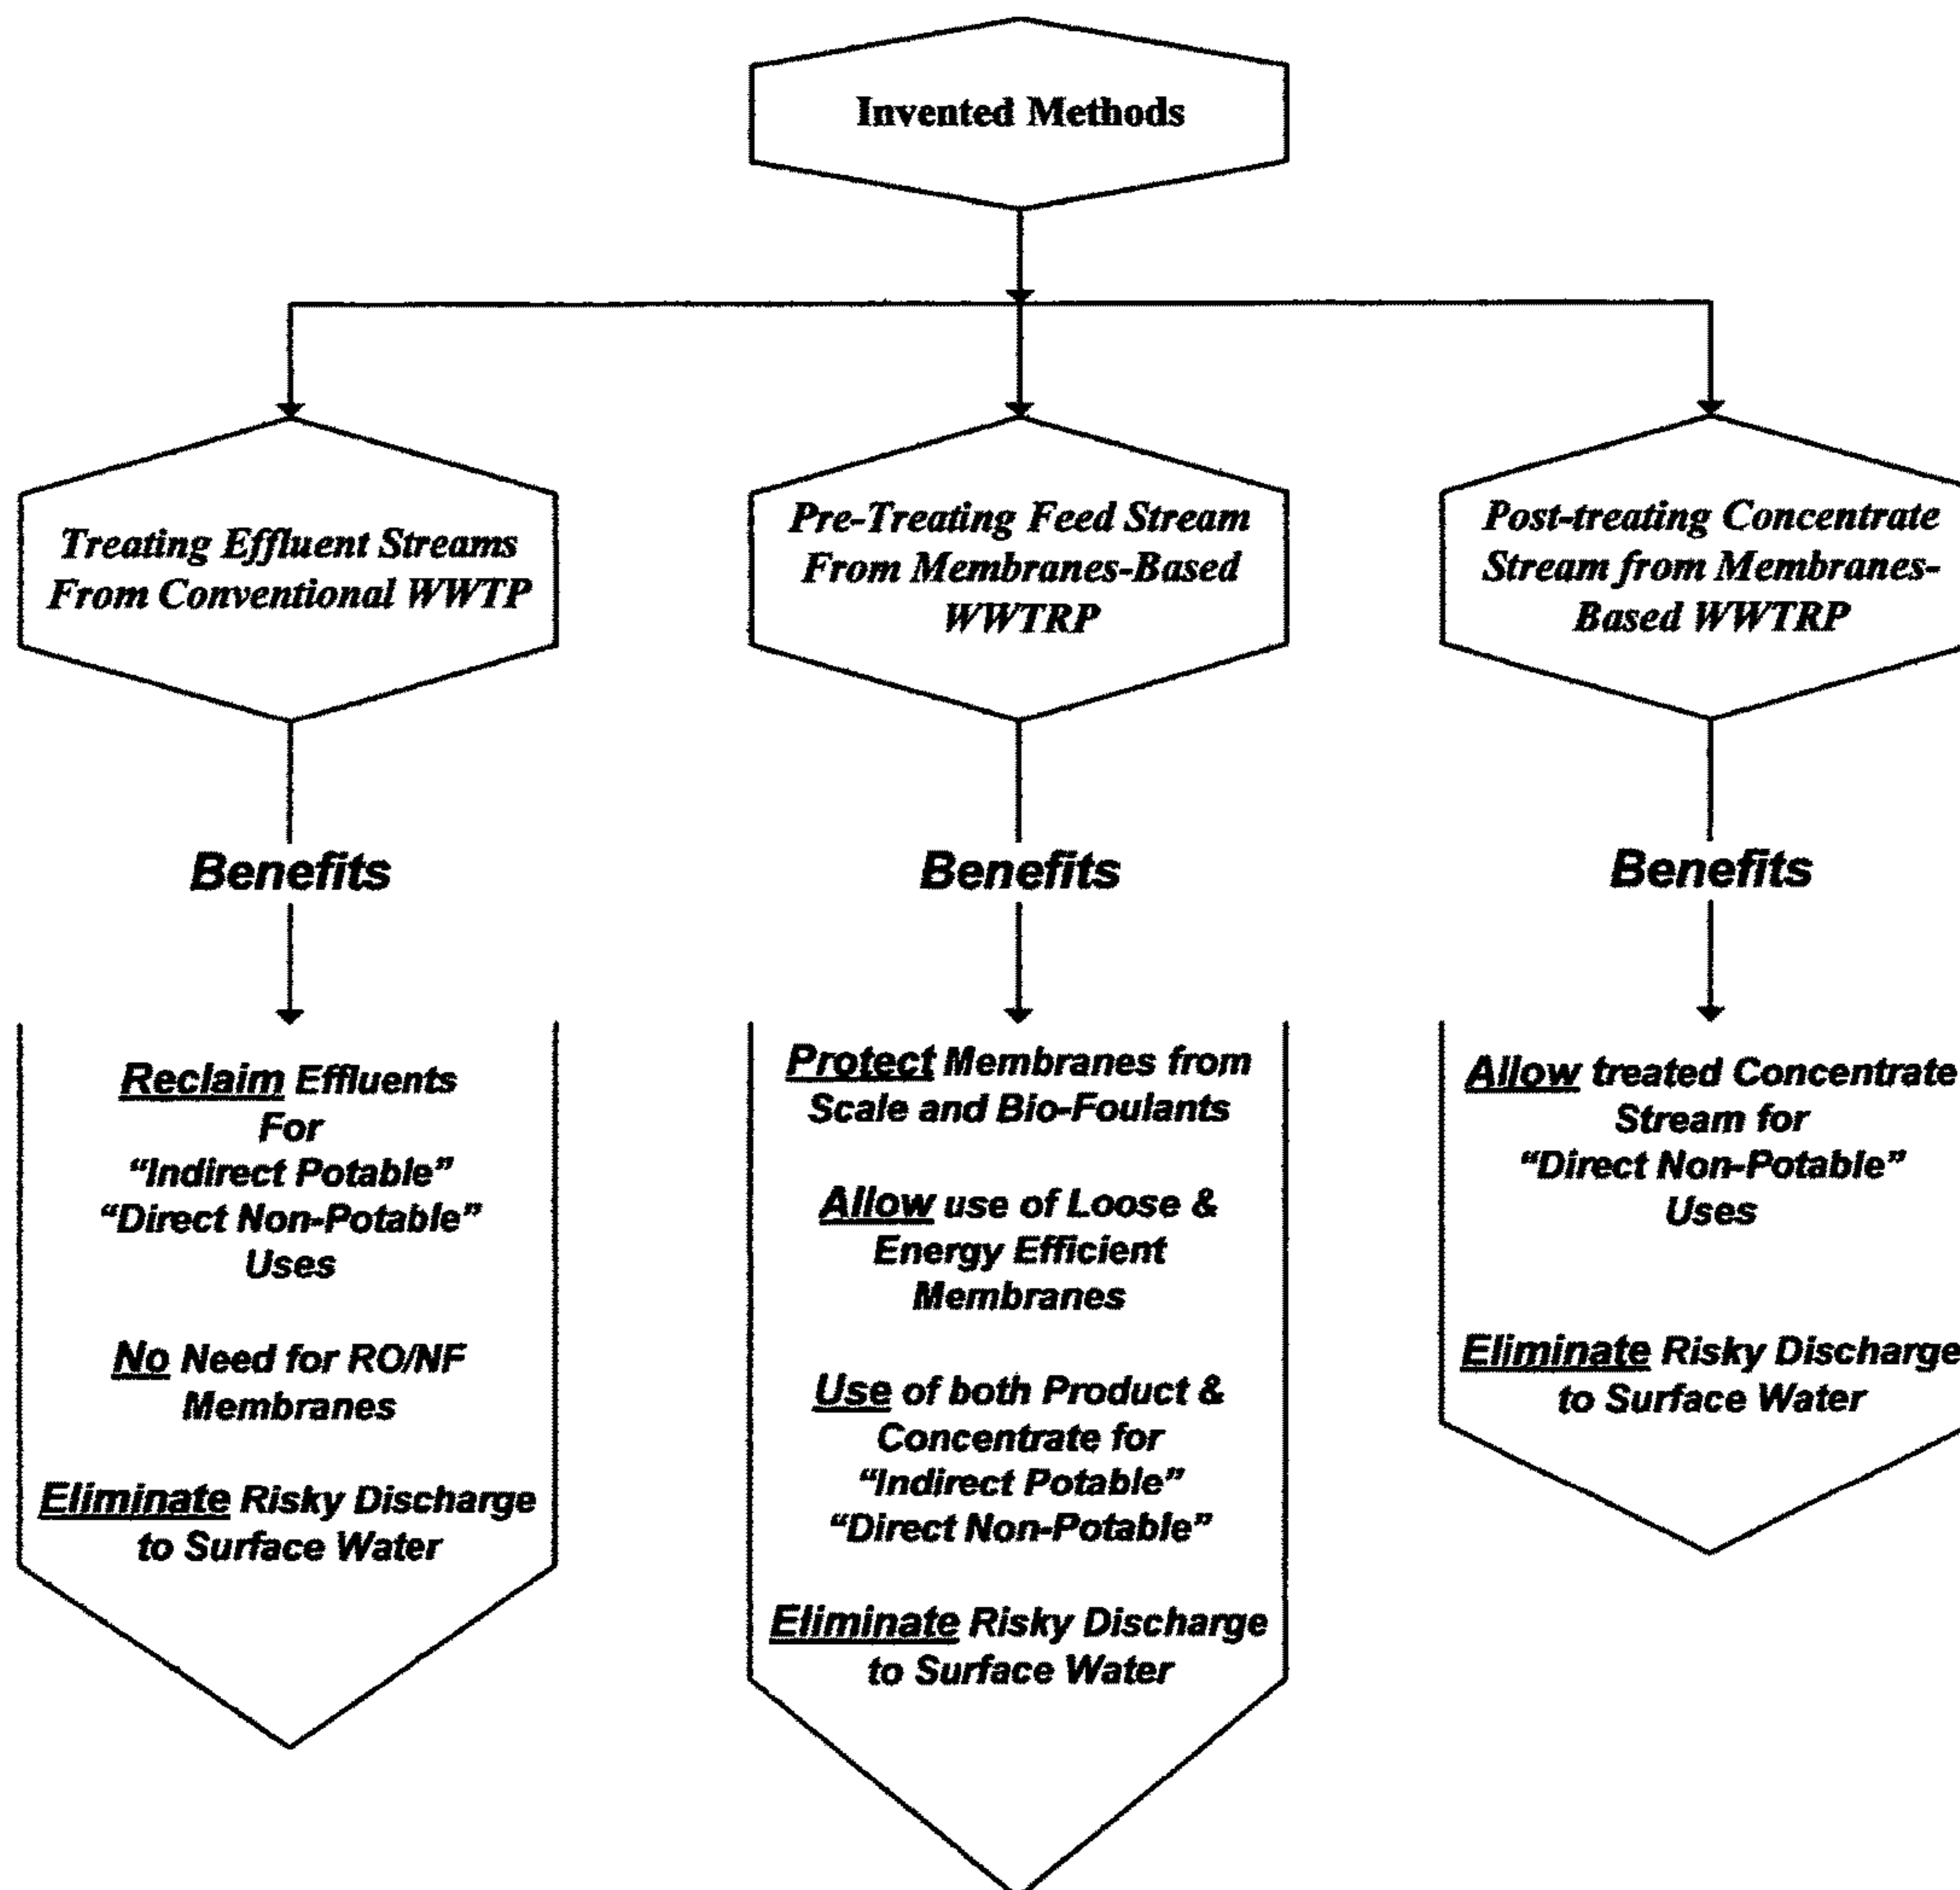 Invented Methods
Treating Effluent Streams
From Conventional WWTP
Pre-Treating Feed Stream
From Membranes-Based
WWTRP
Post-treating Concentrate
Stream from Membranes-
Based WWTRP
Benefits
Benefits
Benefits
Reclaim Effluents
For
“Indirect Potable”
“Direct Non-Potable”
Uses
No Need for RO/NF
Membranes
Eliminate Risky Discharge
to Surface Water
Protect Membranes from
Scale and Bio-Foulants
Allow use of Loose &
Energy Efficient
Membranes
Use of both Product &
Concentrate for
“Indirect Potable”
“Direct Non-Potable”
Eliminate Risky Discharge
to Surface Water
Allow treated Concentrate
Stream for
“Direct Non-Potable”
Uses
Eliminate Risky Discharge
to Surface Water